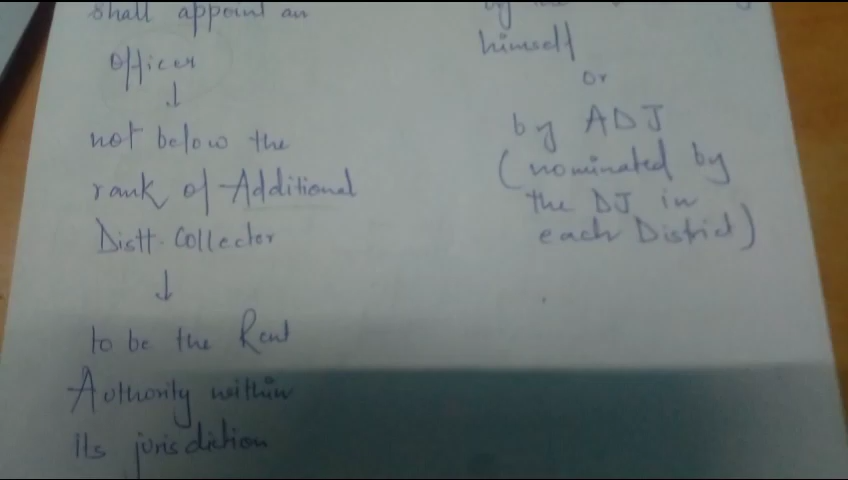 shall appoint an
Officer
↓
not below the
rank of Additional
Distt. Collector
↓
to be the Rent
Authority within
its jurisdiction
by
himself
or
by ADJ
(nominated by
the DJ in
each District)